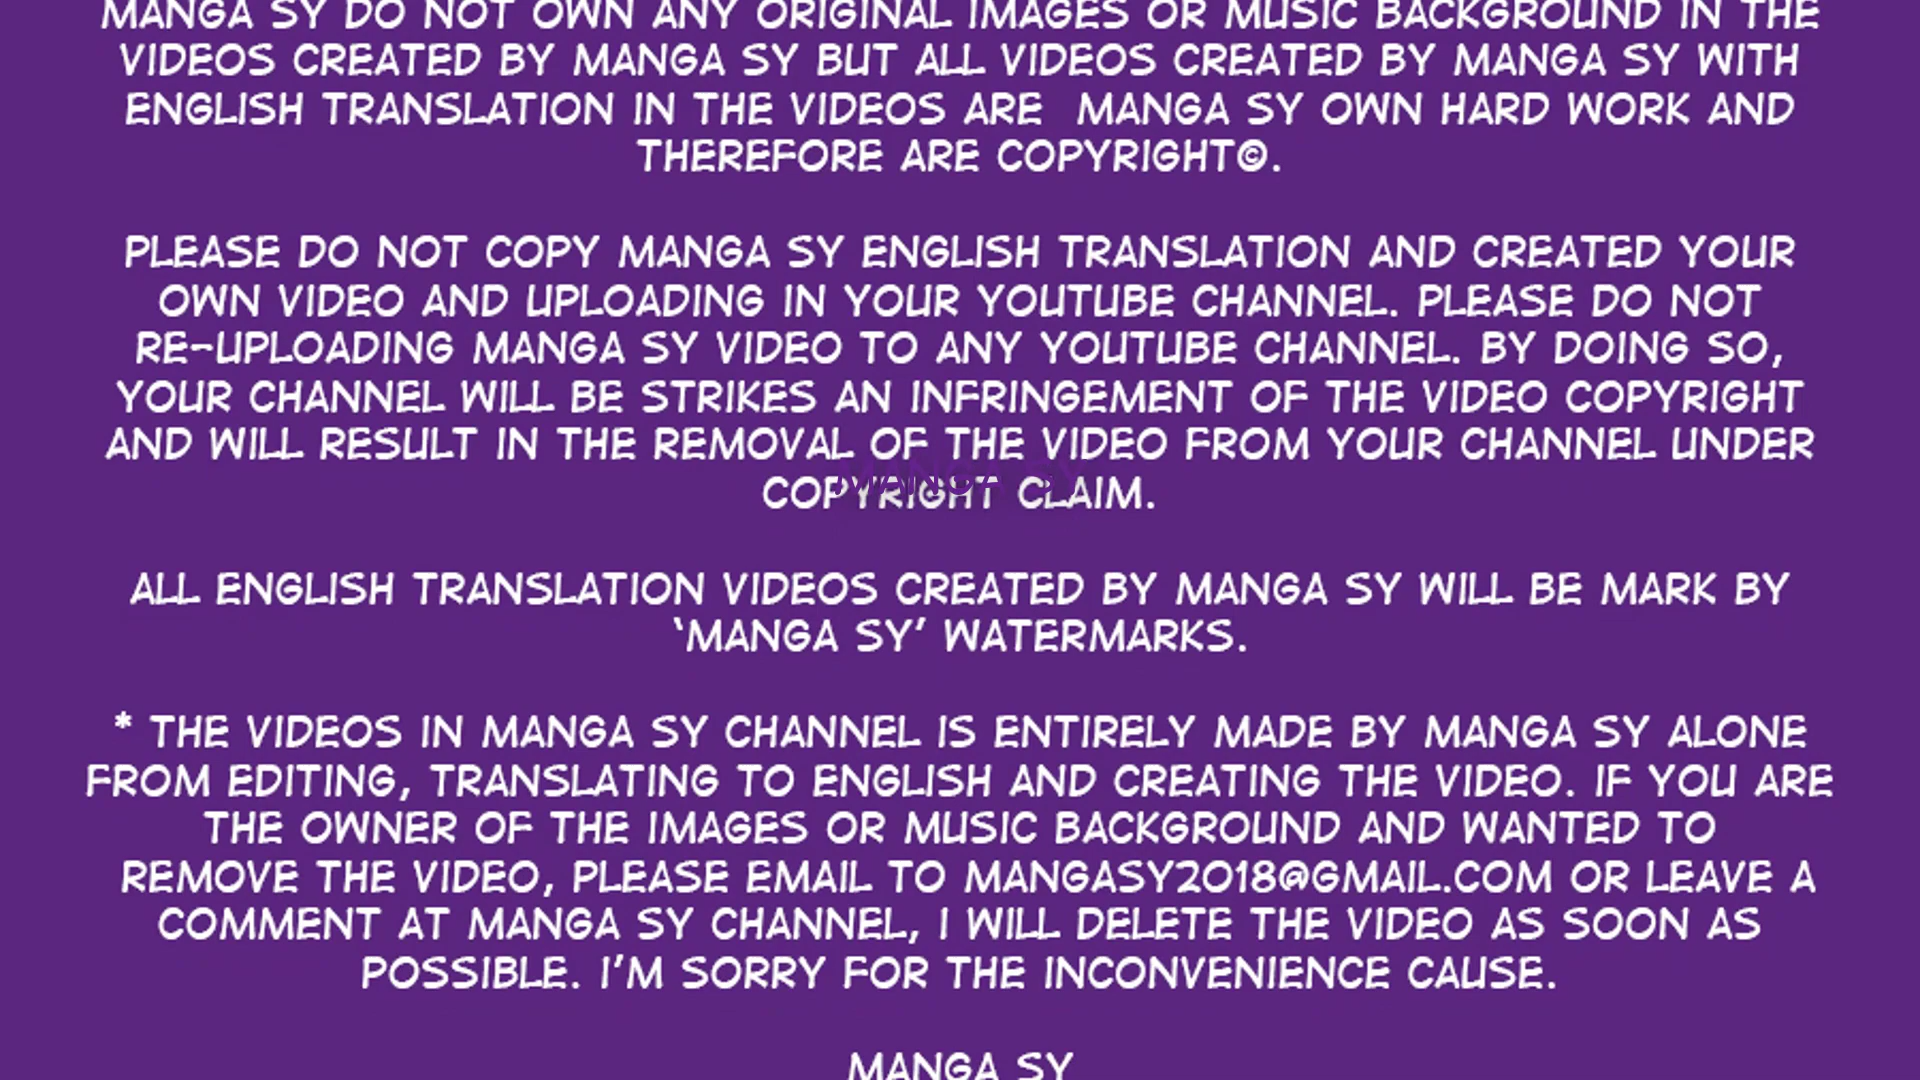 MANGA SY DO NOT OWN ANY ORIGINAL IMAGES OR MUSIC BACKGROUND IN THE
VIDEOS CREATED BY MANGA SY BUT ALL VIDEOS CREATED BY MANGA SY WITH
ENGLISH TRANSLATION IN THE VIDEOS ARE MANGA SY OWN HARD WORK AND
THEREFORE ARE COPYRIGHT©.
PLEASE DO NOT COPY MANGA SY ENGLISH TRANSLATION AND CREATED YOUR
OWN VIDEO AND UPLOADING IN YOUR YOUTUBE CHANNEL. PLEASE DO NOT
RE-UPLOADING MANGA SY VIDEO TO ANY YOUTUBE CHANNEL. BY DOING SO,
YOUR CHANNEL WILL BE STRIKES AN INFRINGEMENT OF THE VIDEO COPYRIGHT
AND WILL RESULT IN THE REMOVAL OF THE VIDEO FROM YOUR CHANNEL UNDER
MANGA SY
COPYRIGHT CLAIM.
ALL ENGLISH TRANSLATION VIDEOS CREATED BY MANGA SY WILL BE MARK BY
'MANGA SY' WATERMARKS.
* THE VIDEOS IN MANGA SY CHANNEL IS ENTIRELY MADE BY MANGA SY ALONE
FROM EDITING, TRANSLATING TO ENGLISH AND CREATING THE VIDEO. IF YOU ARE
THE OWNER OF THE IMAGES OR MUSIC BACKGROUND AND WANTED TO
REMOVE THE VIDEO, PLEASE EMAIL TO MANGASY2018@GMAIL.COM OR LEAVE A
COMMENT AT MANGA SY CHANNEL, I WILL DELETE THE VIDEO AS SOON AS
POSSIBLE. I'M SORRY FOR THE INCONVENIENCE CAUSE.
MANGA SY